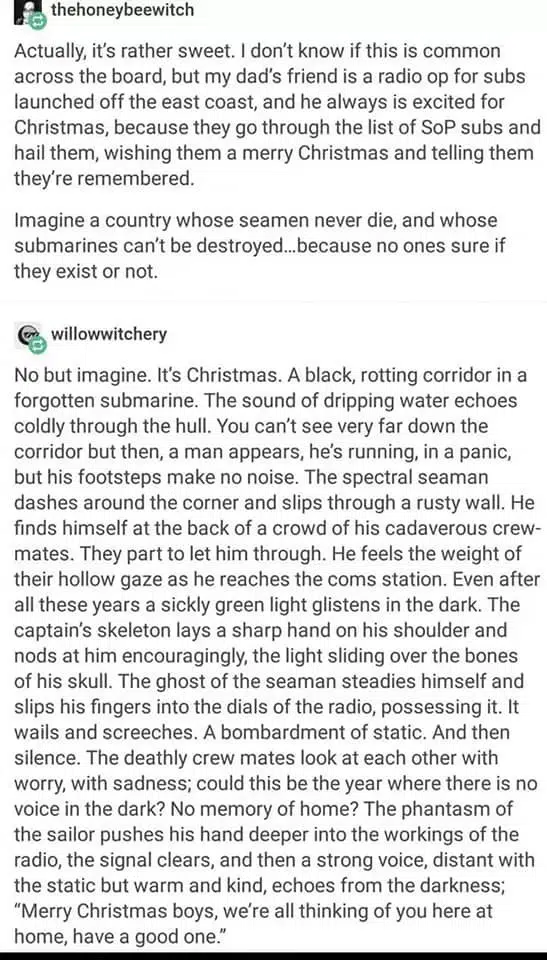 thehoneybeewitch
Actually, it’s rather sweet. I don’t know if this is common
across the board, but my dad’s friend is a radio op for subs
launched off the east coast, and he always is excited for
Christmas, because they go through the list of SoP subs and
hail them, wishing them a merry Christmas and telling them
they’re remembered.
Imagine a country whose seamen never die, and whose
submarines can’t be destroyed...because no ones sure if
they exist or not.
willowwitchery
No but imagine. It’s Christmas. A black, rotting corridor in a
forgotten submarine. The sound of dripping water echoes
coldly through the hull. You can’t see very far down the
corridor but then, a man appears, he’s running, in a panic,
but his footsteps make no noise. The spectral seaman
dashes around the corner and slips through a rusty wall. He
finds himself at the back of a crowd of his cadaverous crew-
mates. They part to let him through. He feels the weight of
their hollow gaze as he reaches the coms station. Even after
all these years a sickly green light glistens in the dark. The
captain’s skeleton lays a sharp hand on his shoulder and
nods at him encouragingly, the light sliding over the bones
of his skull. The ghost of the seaman steadies himself and
slips his fingers into the dials of the radio, possessing it. It
wails and screeches. A bombardment of static. And then
silence. The deathly crew mates look at each other with
worry, with sadness; could this be the year where there is no
voice in the dark? No memory of home? The phantasm of
the sailor pushes his hand deeper into the workings of the
radio, the signal clears, and then a strong voice, distant with
the static but warm and kind, echoes from the darkness;
“Merry Christmas boys, we’re all thinking of you here at
home, have a good one.”